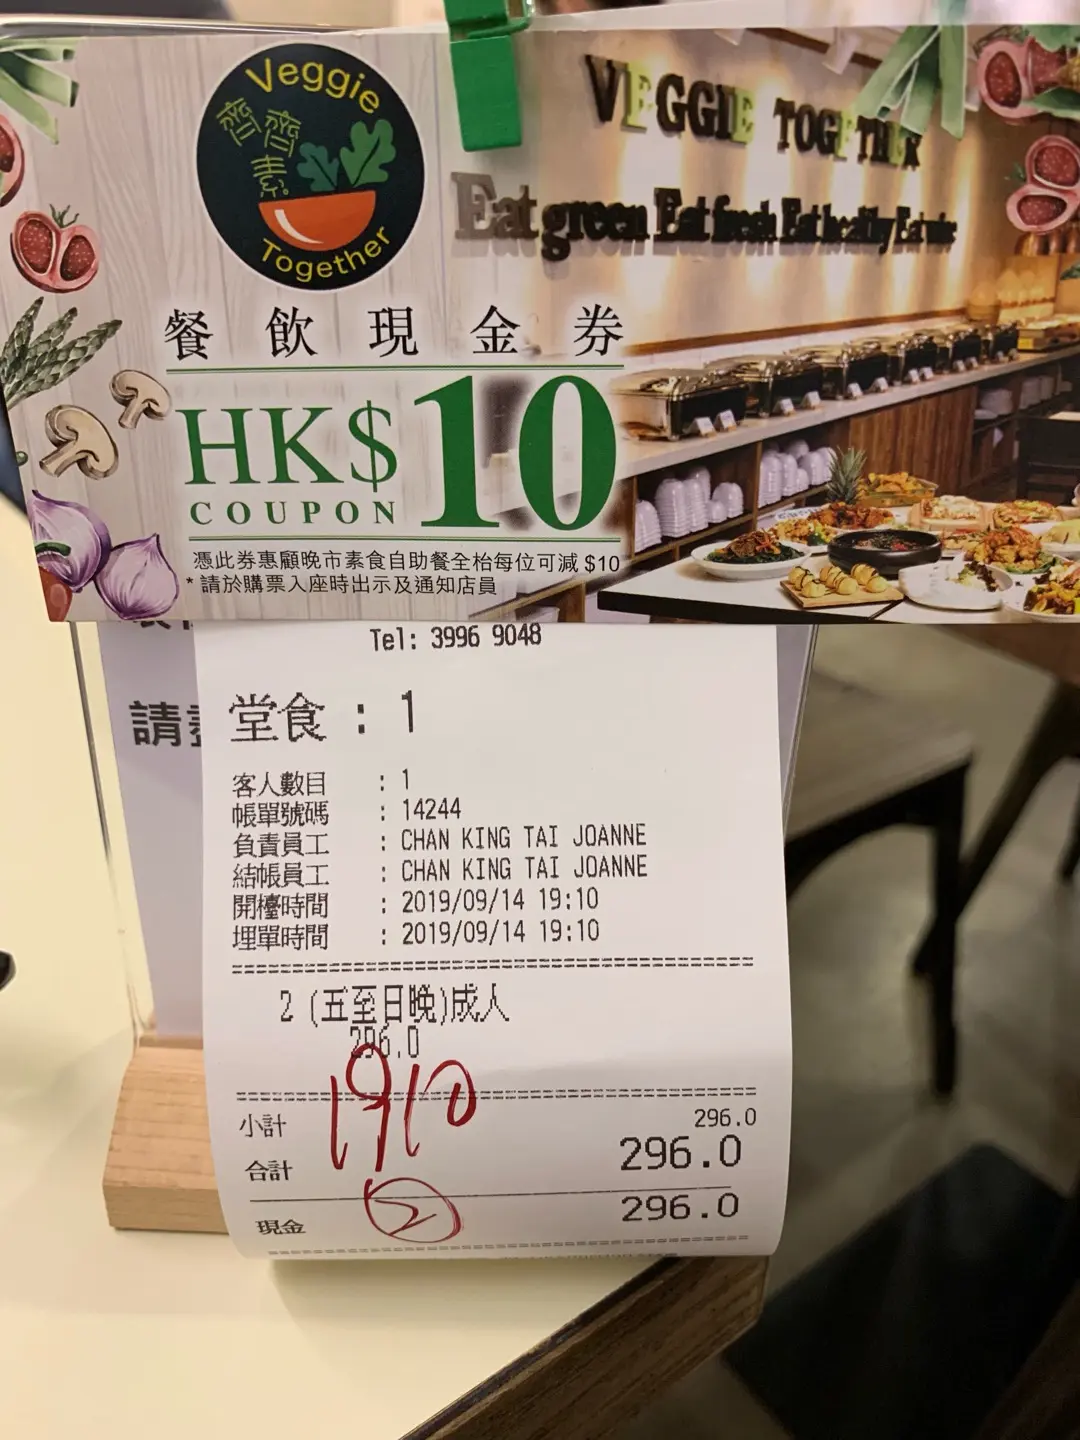 Veggie
齊齊素
Together
VEGGIE TOGETHER
Eat green Eat fresh Eat healthy Eat wise
餐飲現金券
HK$10
COUPON
憑此券惠顧晚市素食自助餐全枱每位可減 $10
* 請於購票入座時出示及通知店員
Tel: 3996 9048
請
堂食 : 1
客人數目 : 1
帳單號碼 : 14244
負責員工 : CHAN KING TAI JOANNE
結帳員工 : CHAN KING TAI JOANNE
開檯時間 : 2019/09/14 19:10
埋單時間 : 2019/09/14 19:10
2 (五至日晚)成人
296.0
1910
小計 296.0
合計 296.0
2
現金 296.0